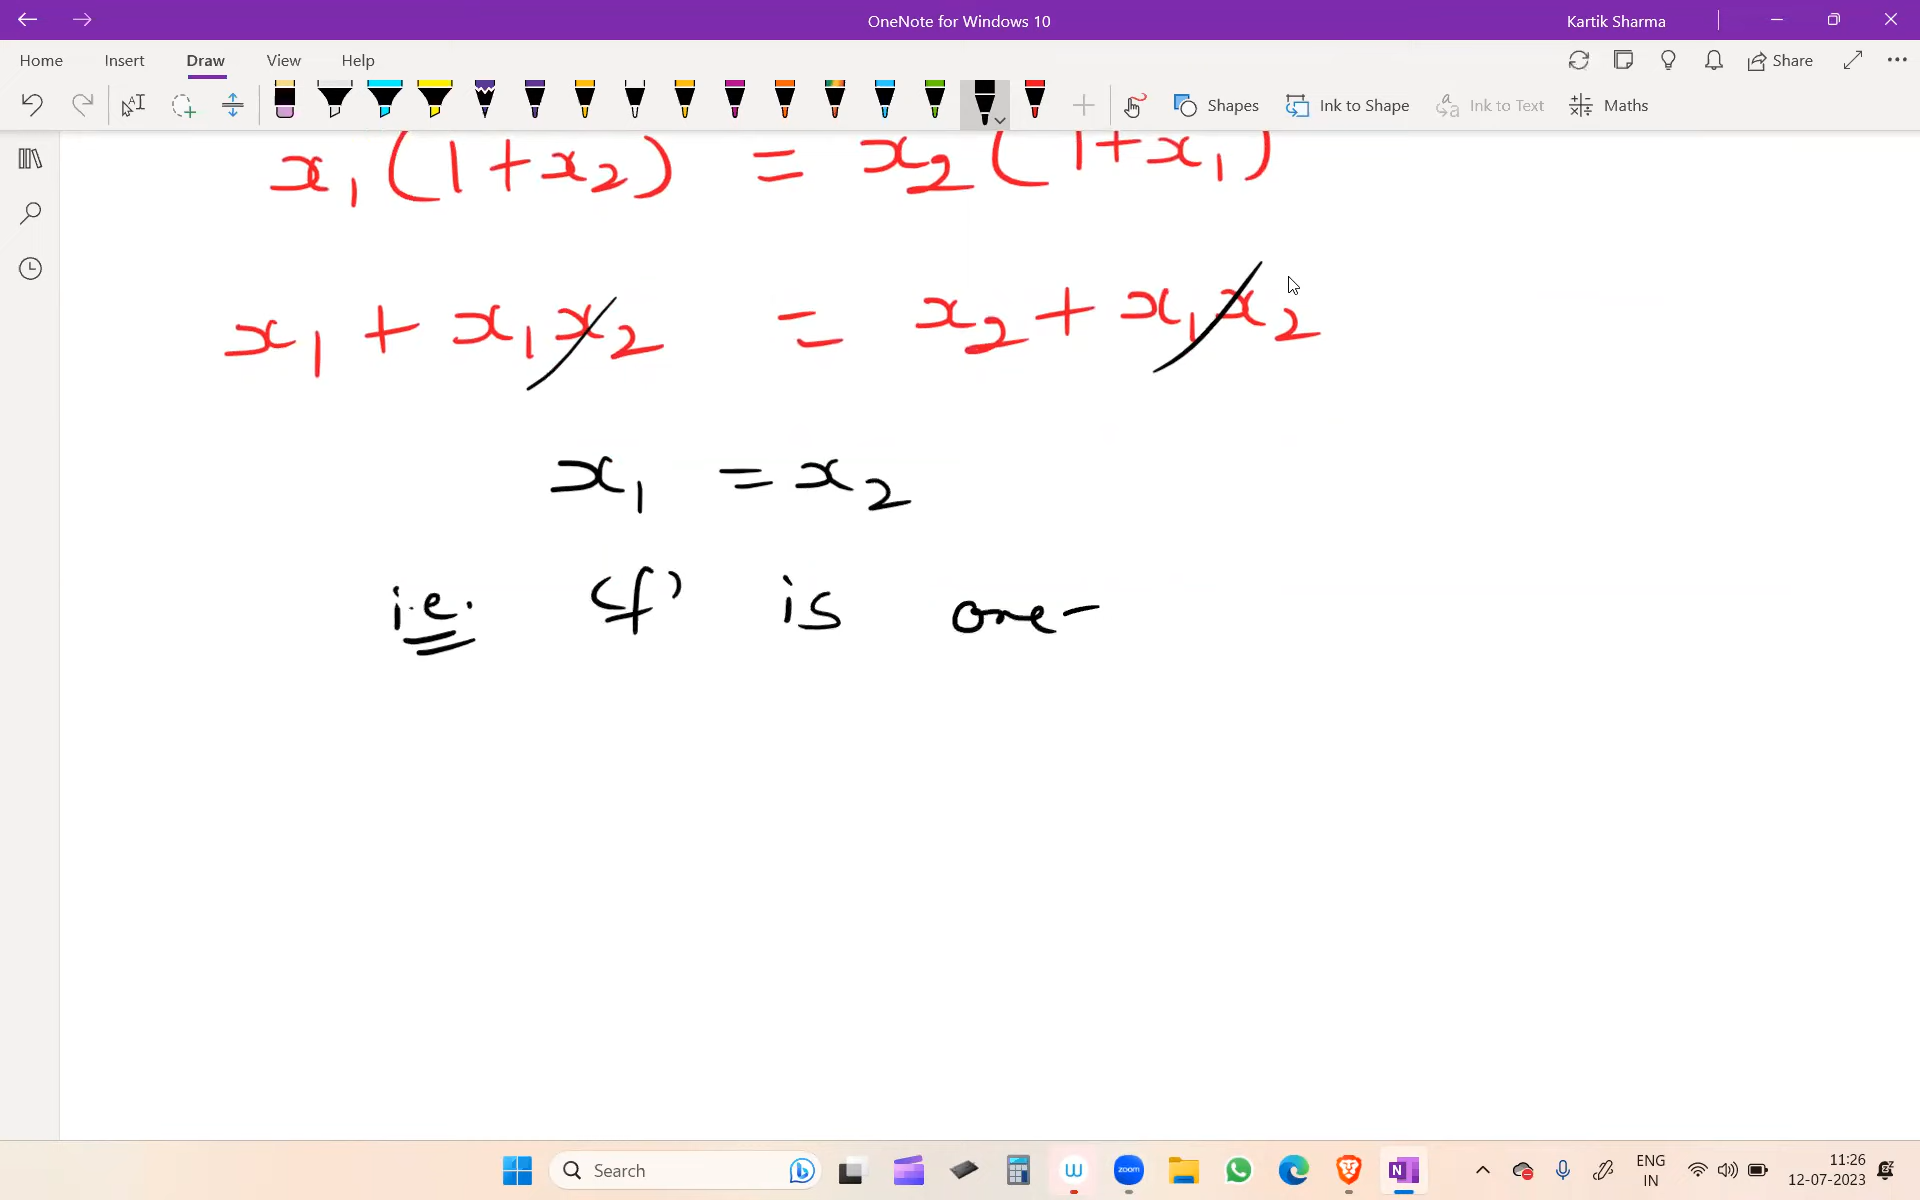 OneNote for Windows 10
Kartik Sharma
Home Insert Draw View Help
Share
Shapes Ink to Shape Ink to Text Maths
x₁(1+x₂) = x₂(1+x₁)
x₁ + x₁x₂ = x₂ + x₁x₂
x₁ = x₂
i.e. 'f' is one-
Search
zoom
ENG
IN
11:26
12-07-2023